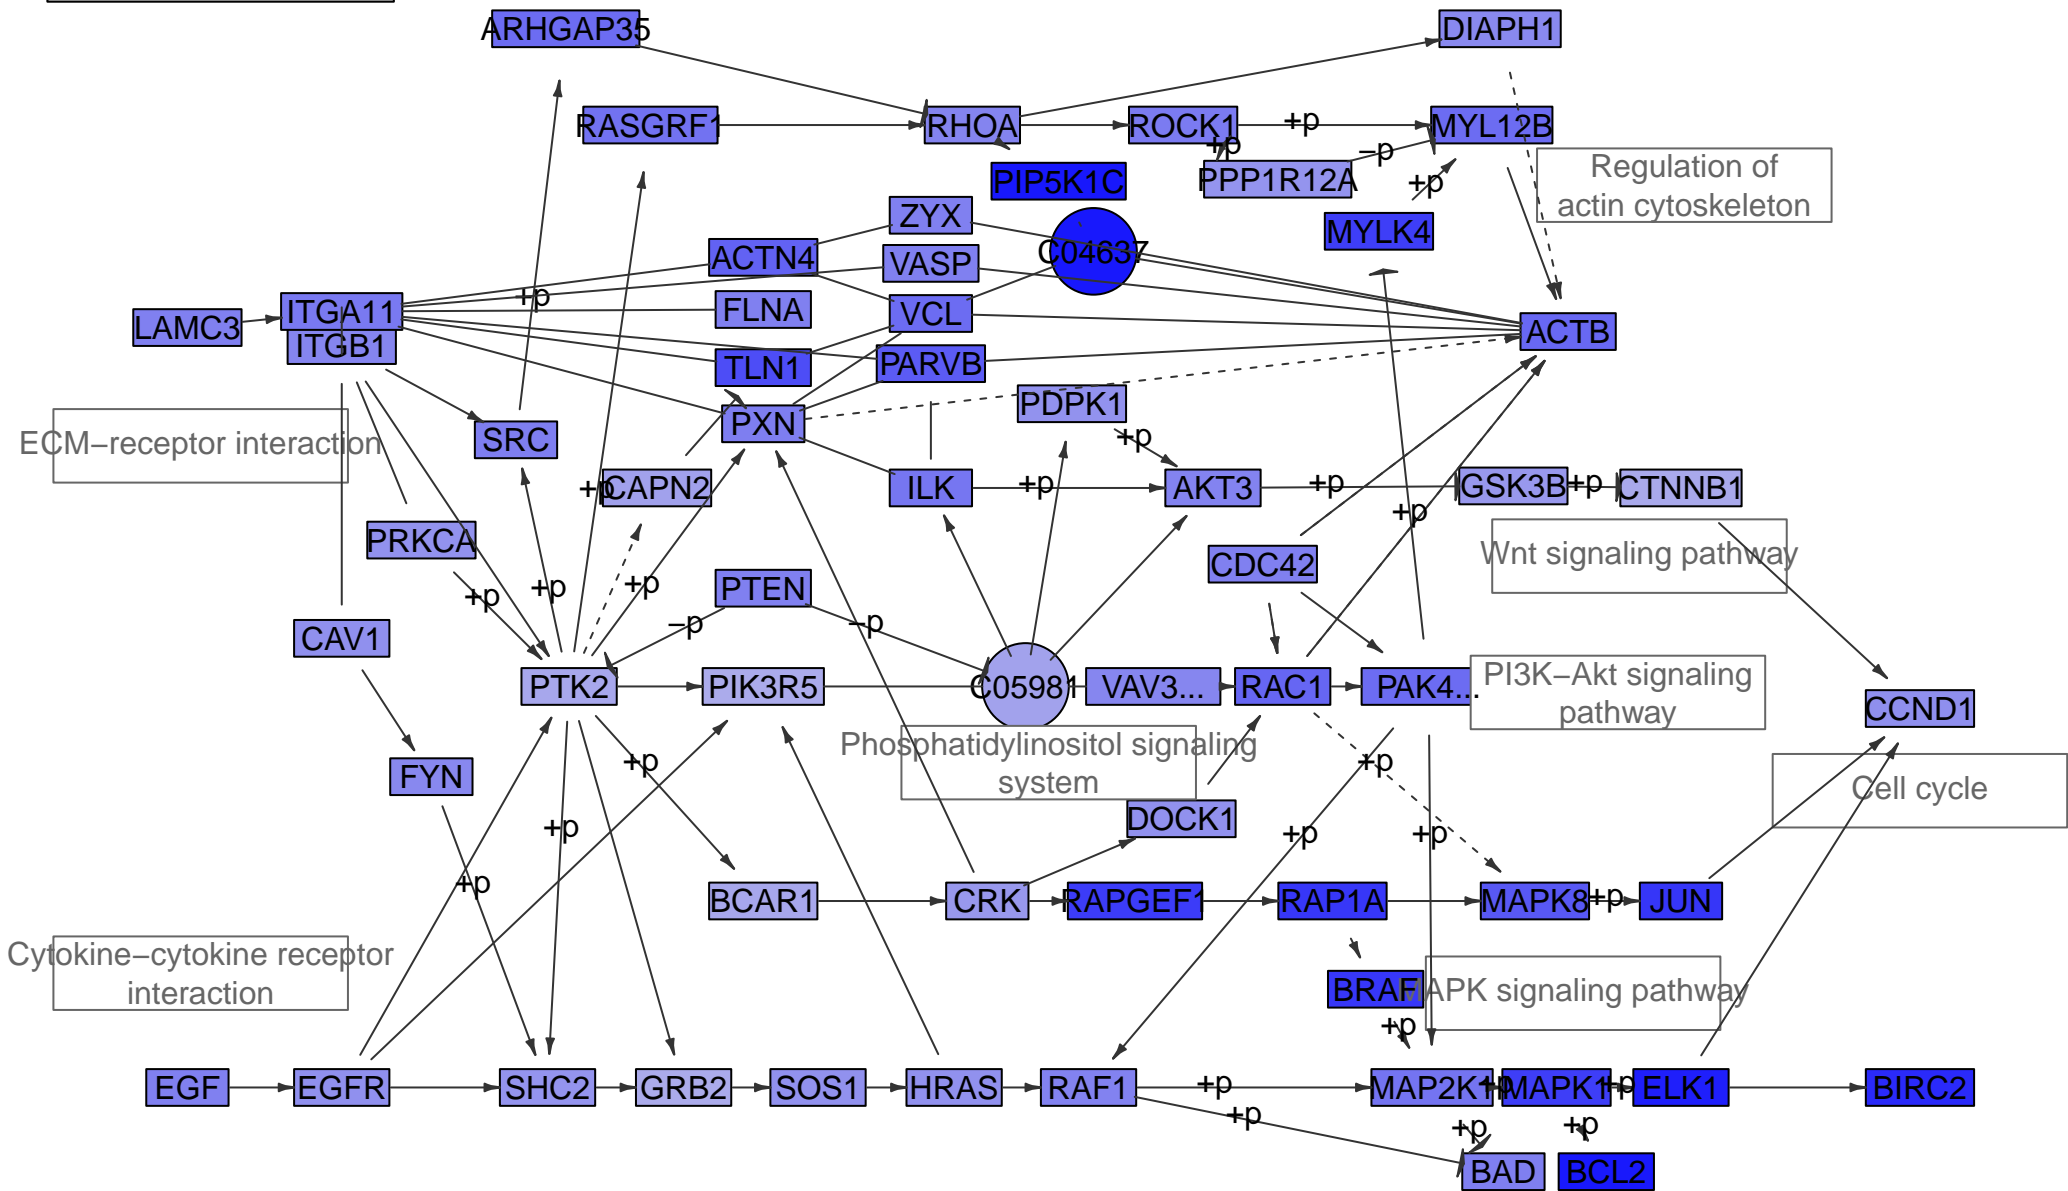 ARHGAP35
DIAPH1
RASGRF1
RHOA
ROCK1
+p
MYL12B
+p
−p
PIP5K1C
PPP1R12A
+p
Regulation of
actin cytoskeleton
ZYX
MYLK4
ACTN4
VASP
C04637
+p
ITGA11
FLNA
VCL
LAMC3
ITGB1
ACTB
TLN1
PARVB
PDPK1
PXN
+p
ECM−receptor interaction
SRC
+p
CAPN2
ILK
+p
AKT3
+p
GSK3B
+p
CTNNB1
+p
PRKCA
Wnt signaling pathway
CDC42
+p
+p
+p
PTEN
−p
−p
CAV1
PTK2
PIK3R5
C05981
VAV3...
RAC1
PAK4...
PI3K−Akt signaling
pathway
CCND1
Phosphatidylinositol signaling
system
+p
+p
FYN
Cell cycle
DOCK1
+p
+p
+p
+p
BCAR1
CRK
RAPGEF1
RAP1A
MAPK8
+p
JUN
Cytokine−cytokine receptor
interaction
BRAF
MAPK signaling pathway
+p
EGF
EGFR
SHC2
GRB2
SOS1
HRAS
RAF1
+p
MAP2K1
+p
MAPK1
+p
ELK1
BIRC2
+p
+p
+p
BAD
BCL2